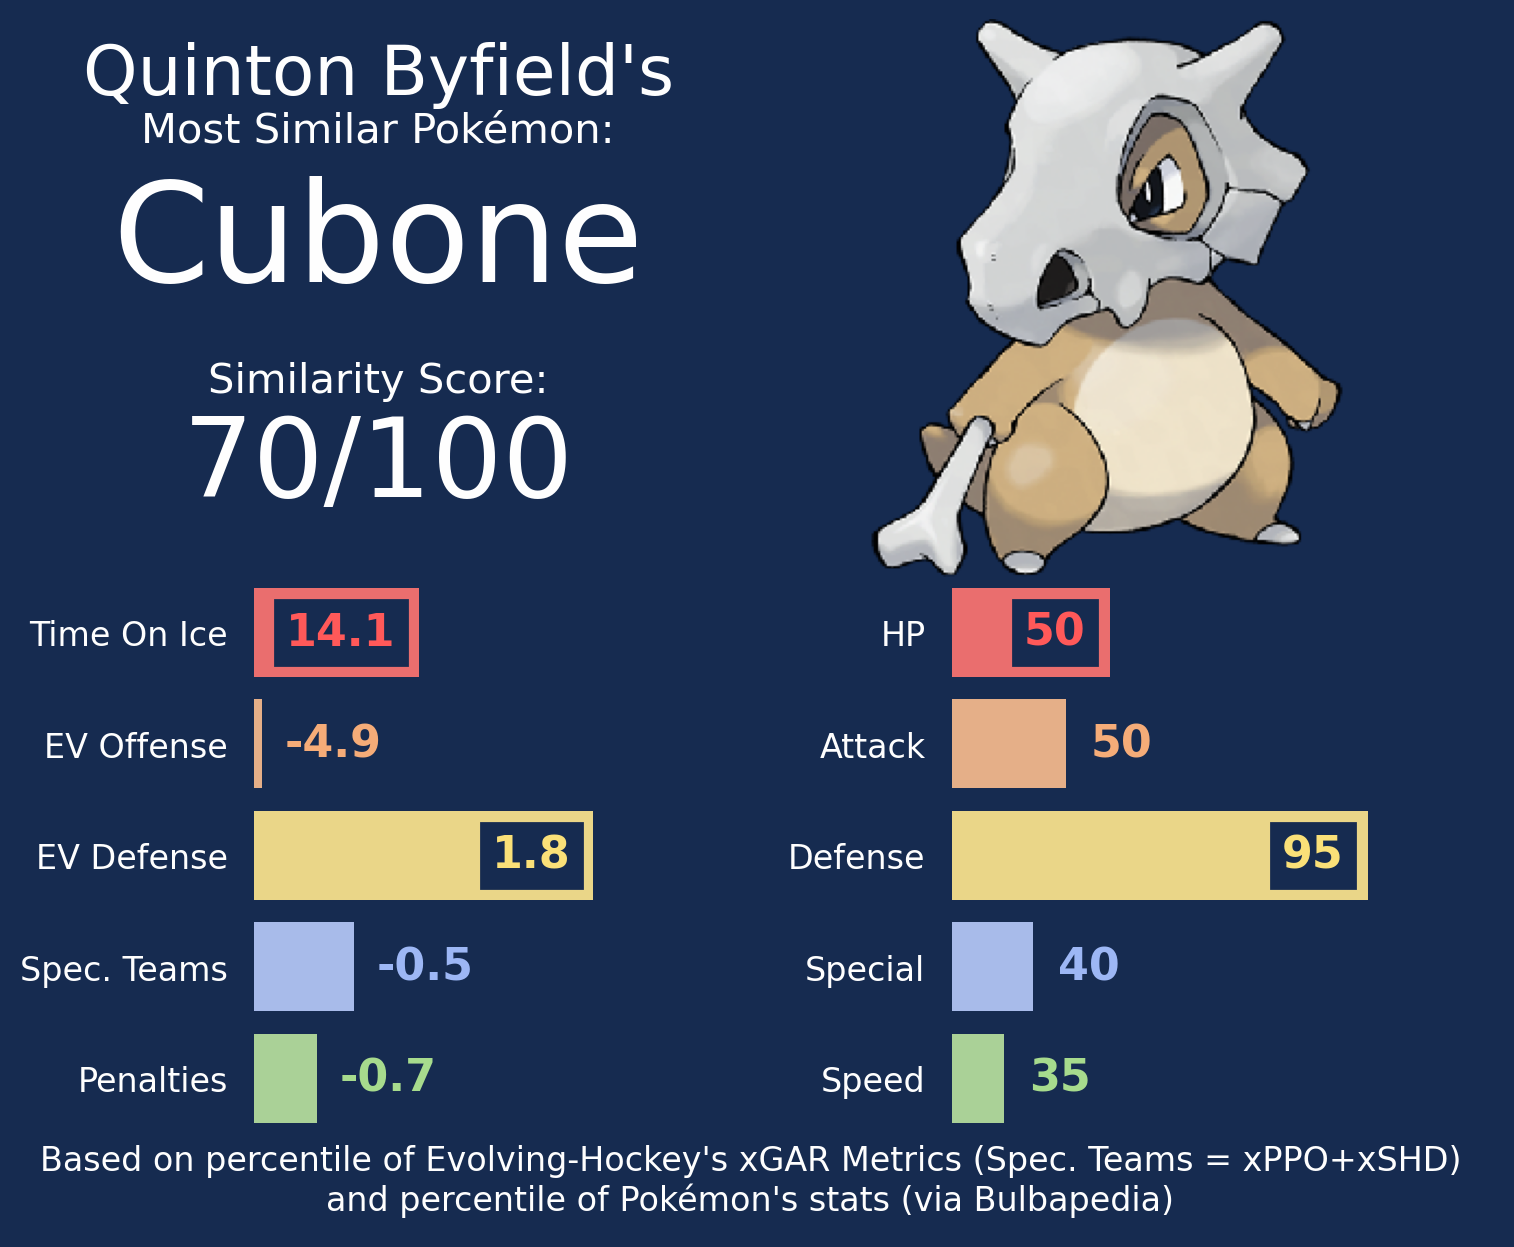 Quinton Byfield's
Most Similar Pokémon:
Cubone
Similarity Score:
70/100
Time On Ice 14.1
EV Offense -4.9
EV Defense 1.8
Spec. Teams -0.5
Penalties -0.7
HP 50
Attack 50
Defense 95
Special 40
Speed 35
Based on percentile of Evolving-Hockey's xGAR Metrics (Spec. Teams = xPPO+xSHD)
and percentile of Pokémon's stats (via Bulbapedia)